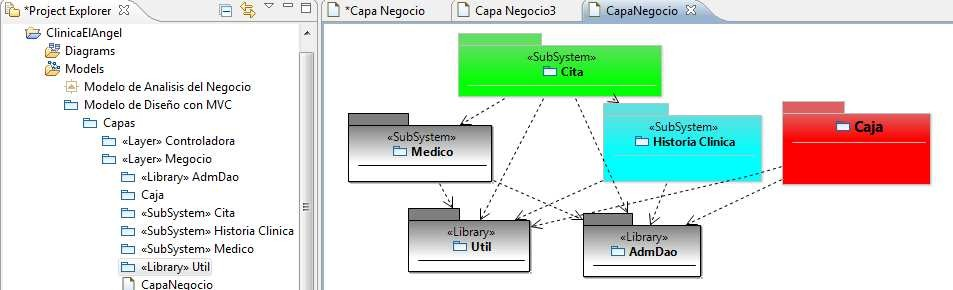 *Project Explorer
ClinicaElAngel
Diagrams
Models
Modelo de Analisis del Negocio
Modelo de Diseño con MVC
Capas
«Layer» Controladora
«Layer» Megocio
«Library» AdmDao
Caja
«SubSystem» Cita
«SubSystem» Historia Clinica
«SubSystem» Medico
«Library» Util
CapaNegocio
*Capa Negocio
Capa Negocio3
CapaNegocio
«SubSystem»
Cita
«SubSystem»
Medico
«SubSystem»
Historia Clinica
Caja
«Library»
Util
«Library»
AdmDao